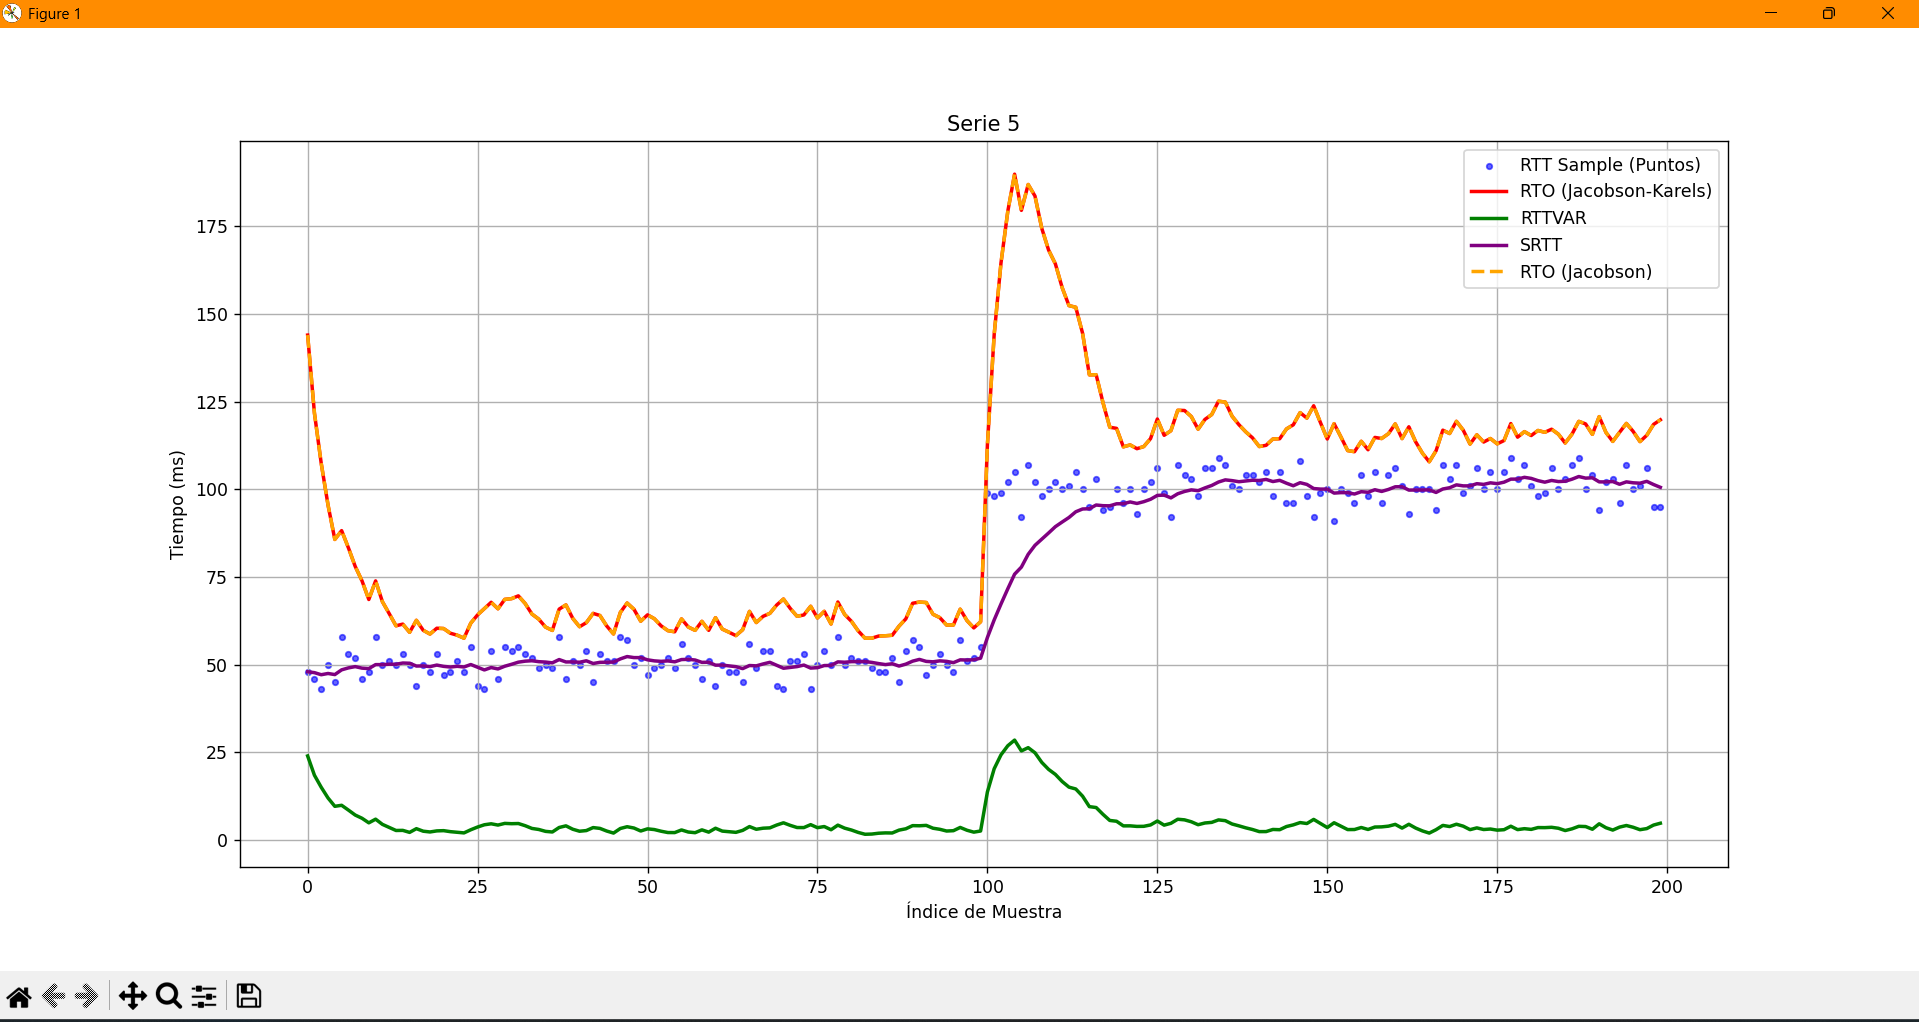 Figure 1
Serie 5
RTT Sample (Puntos)
RTO (Jacobson-Karels)
RTTVAR
SRTT
RTO (Jacobson)
Tiempo (ms)
175
150
125
100
75
50
25
0
0 25 50 75 100 125 150 175 200
Índice de Muestra